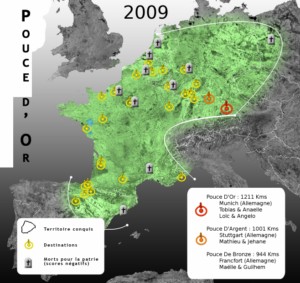 2009
Pouce d'Or
Territoire conquis
Destinations
Morts pour la patrie
(scores négatifs)
Pouce D'Or : 1211 Kms
Munich (Allemagne)
Tobias & Anaelle
Loïc & Angelo
Pouce D'Argent : 1001 Kms
Stuttgart (Allemagne)
Mathieu & Jehane
Pouce De Bronze : 944 Kms
Francfort (Allemagne)
Maëlle & Guilhem